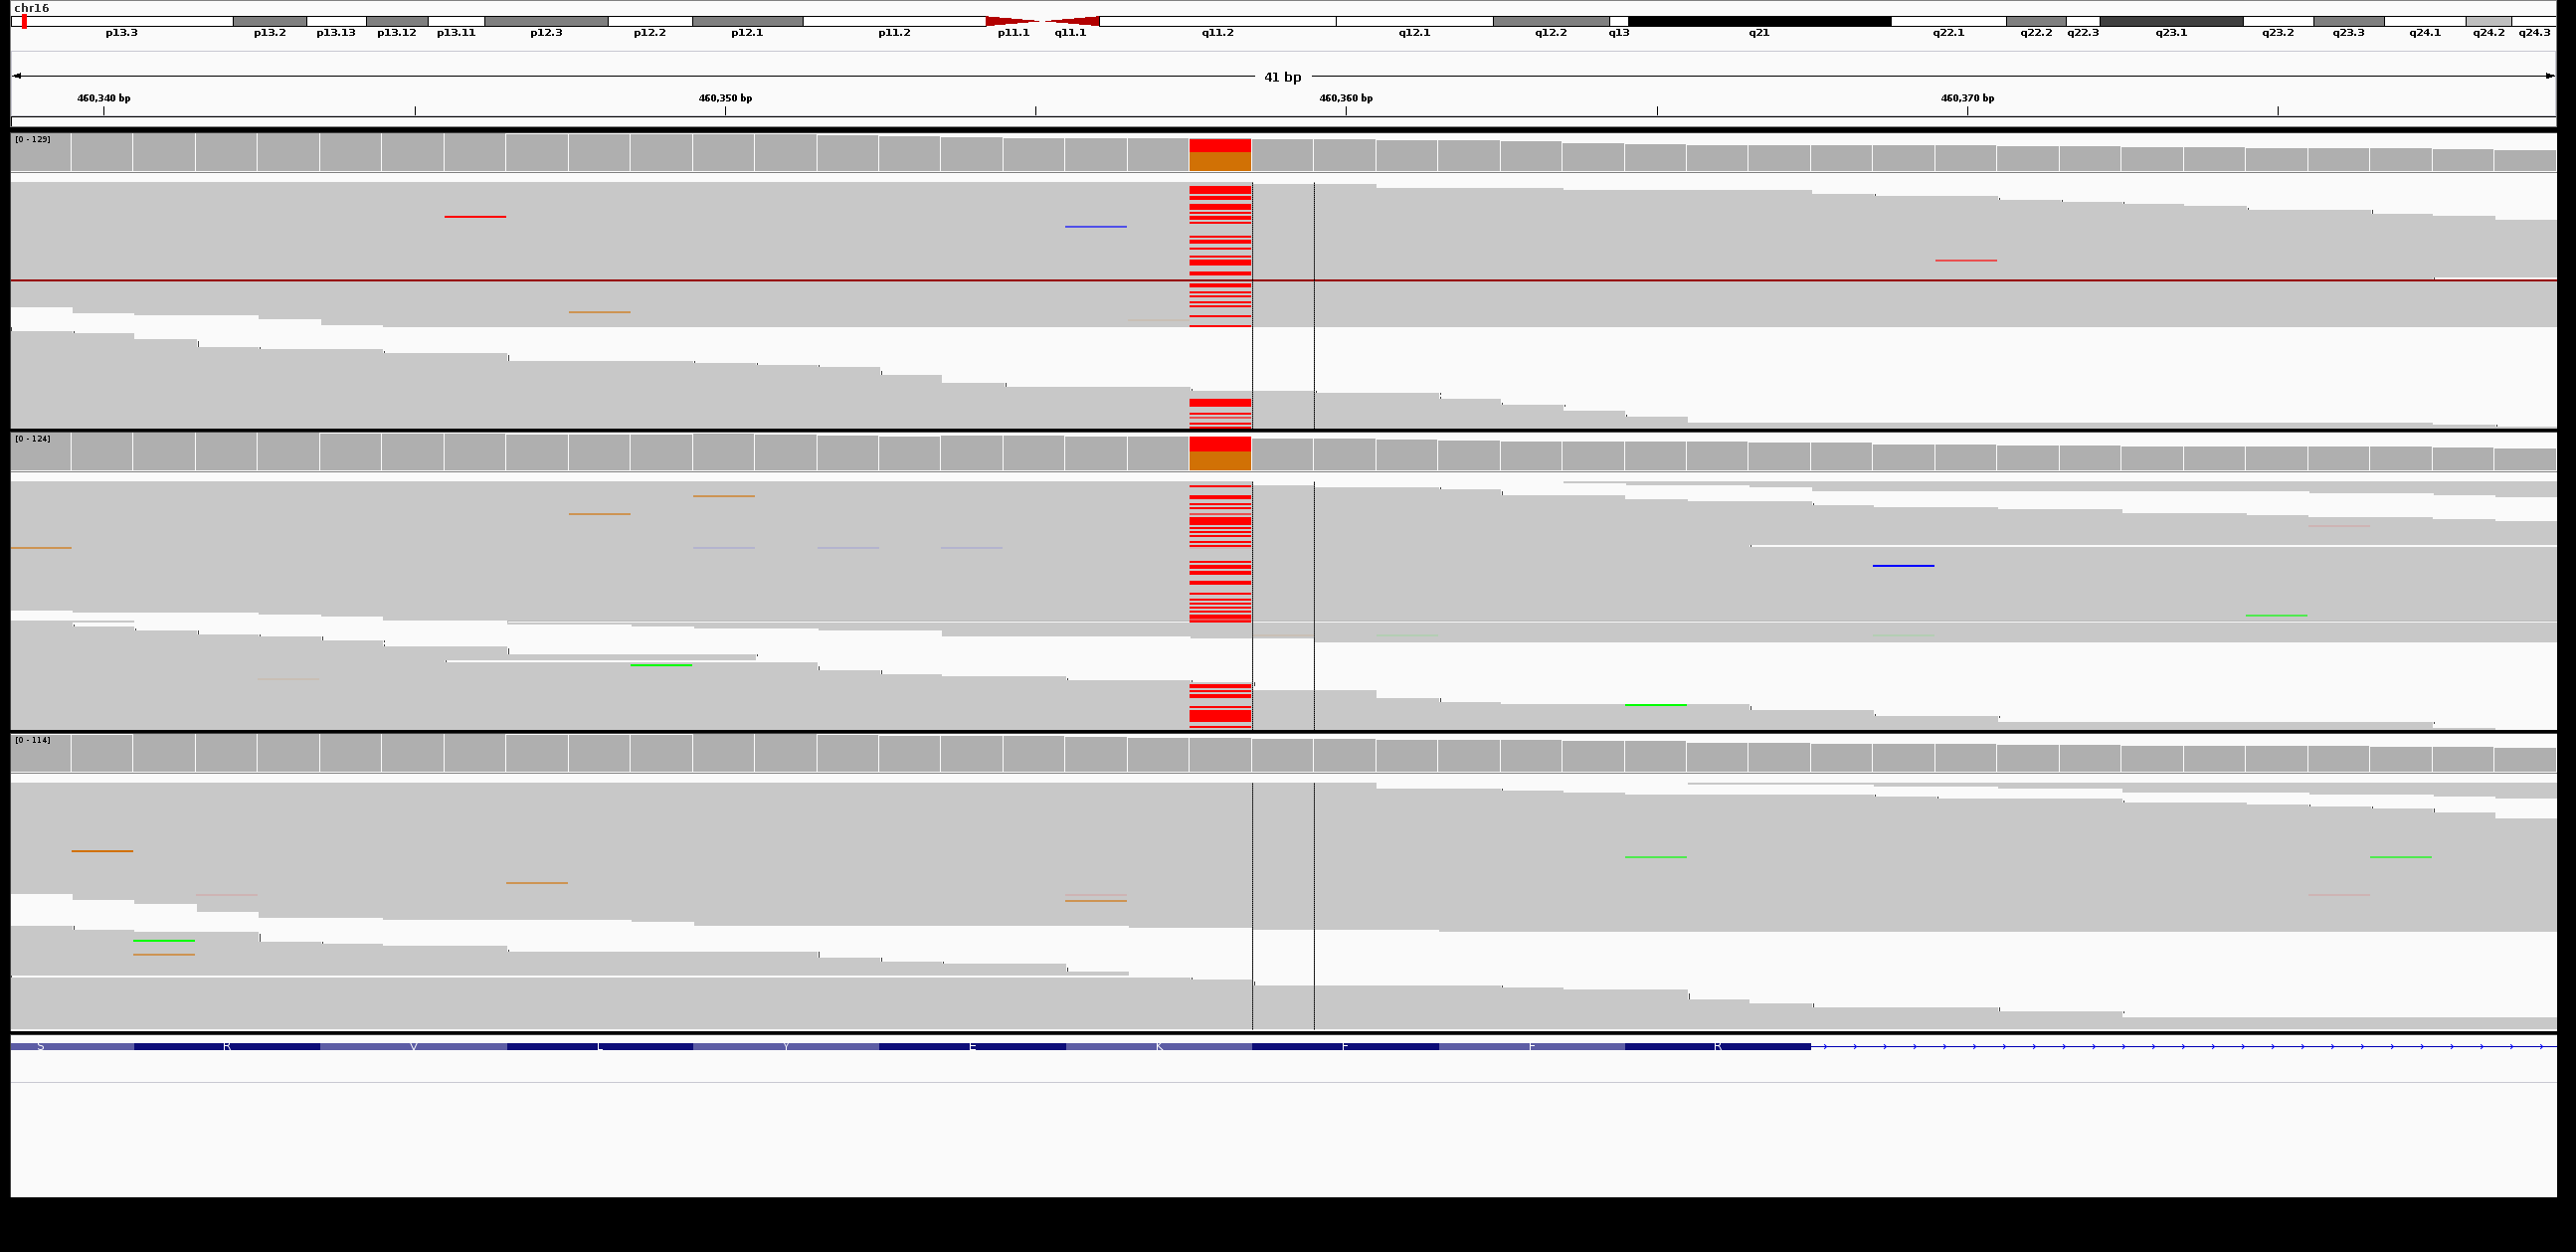 chr16
p13.3 p13.2 p13.13 p13.12 p13.11 p12.3 p12.2 p12.1 p11.2 p11.1 q11.1 q11.2 q12.1 q12.2 q13 q21 q22.1 q22.2 q22.3 q23.1 q23.2 q23.3 q24.1 q24.2 q24.3
41 bp
460,340 bp 460,350 bp 460,360 bp 460,370 bp
[0 - 129]
[0 - 124]
[0 - 114]
S R V L Y E K F F R